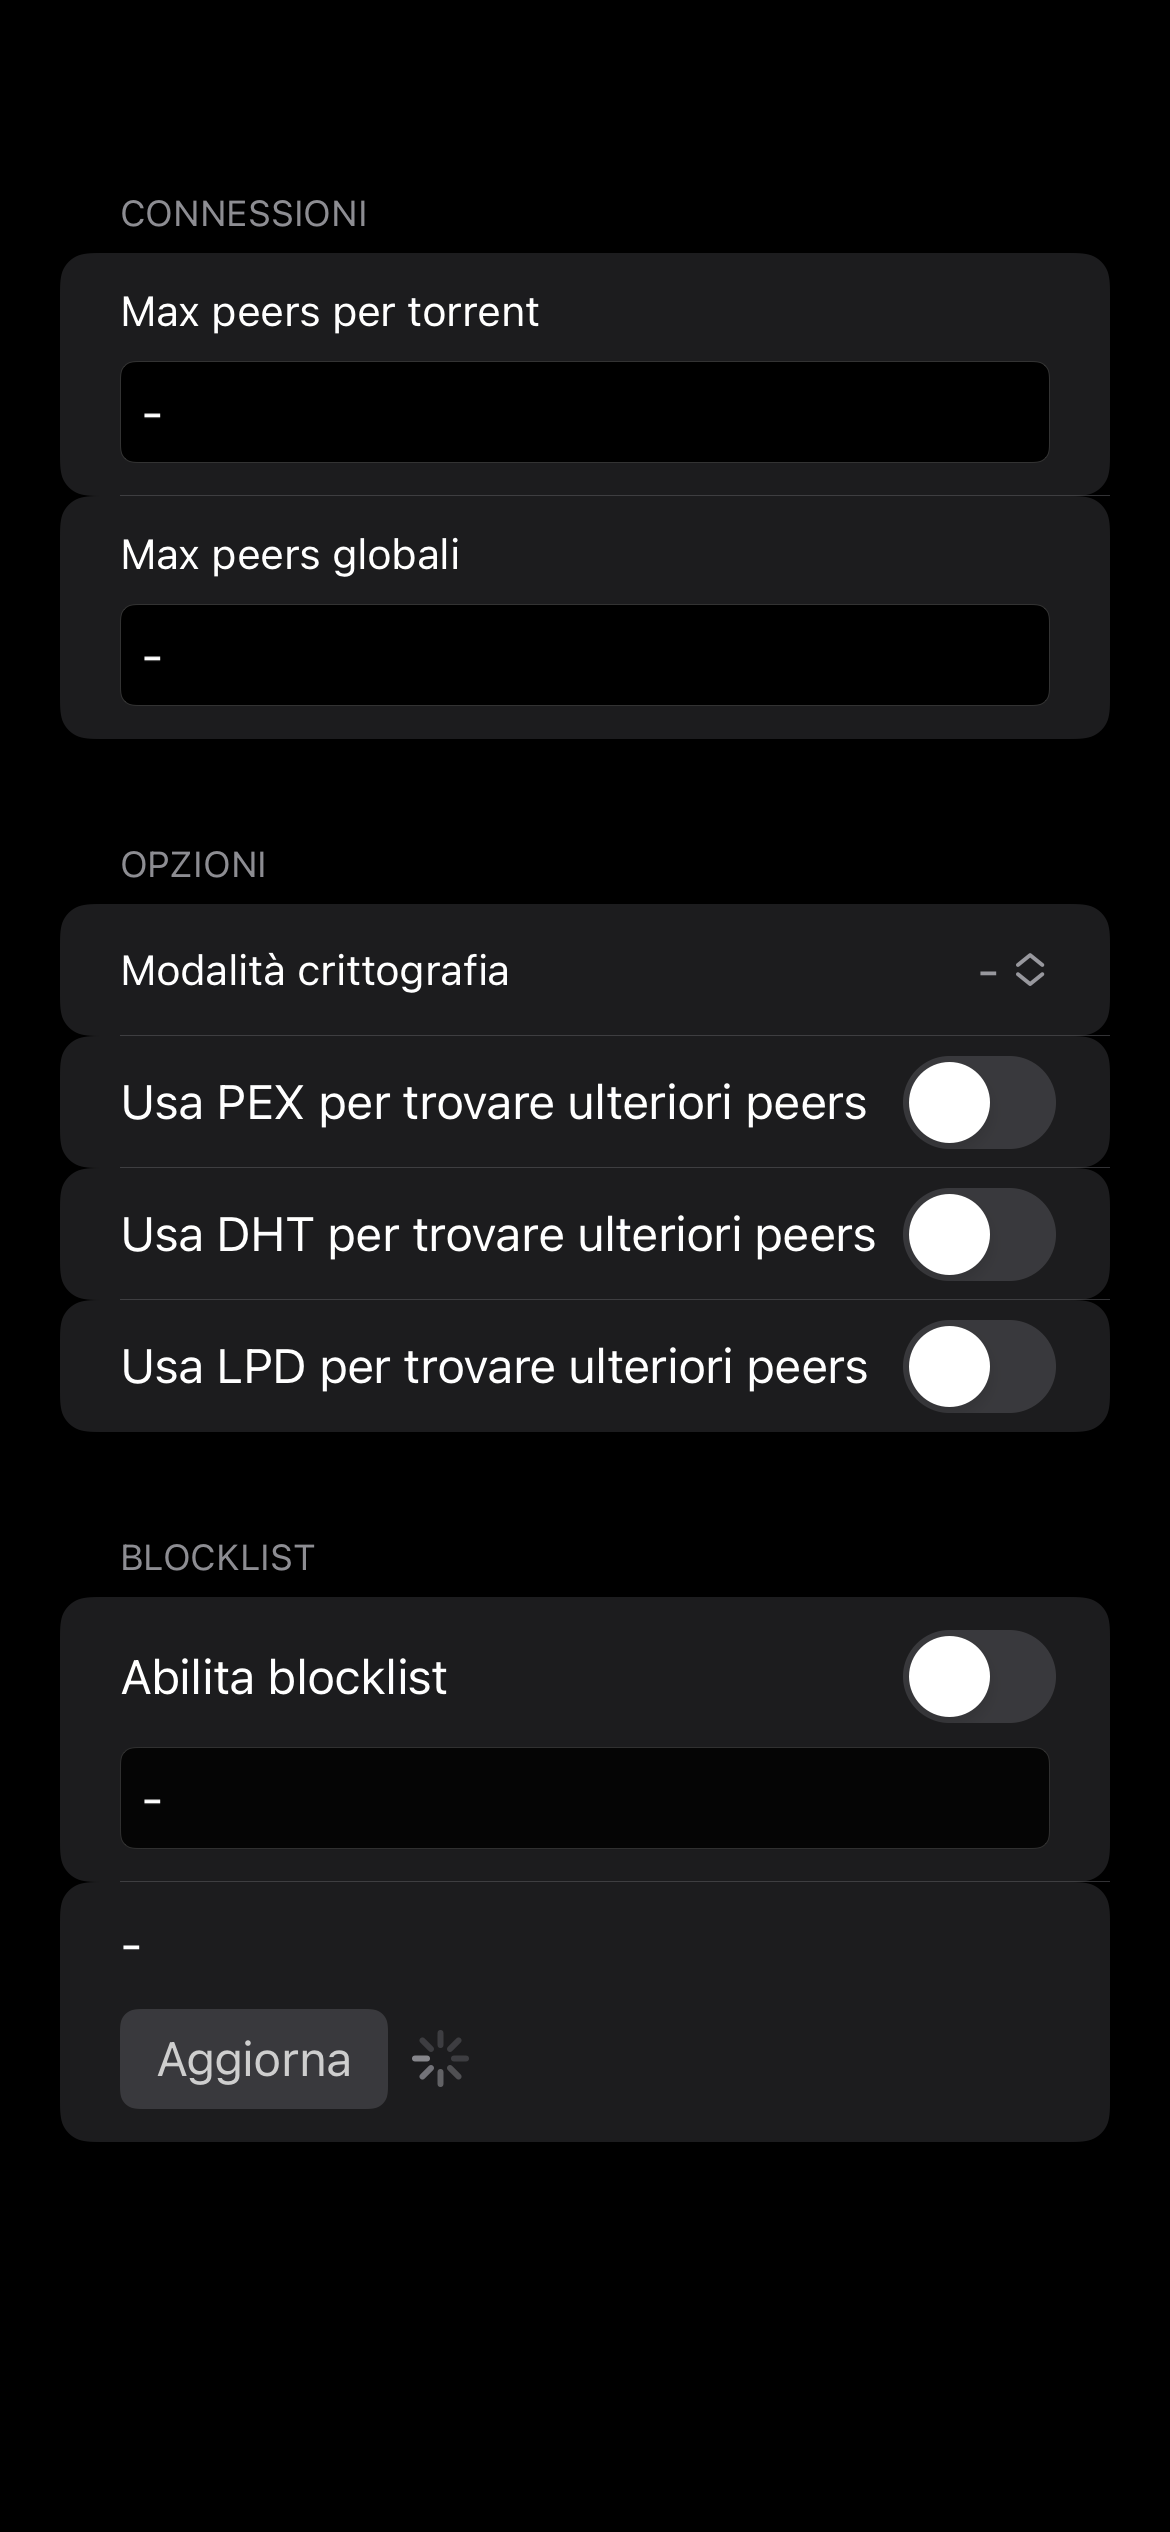 CONNESSIONI
Max peers per torrent
-
Max peers globali
-
OPZIONI
Modalità crittografia -
Usa PEX per trovare ulteriori peers
Usa DHT per trovare ulteriori peers
Usa LPD per trovare ulteriori peers
BLOCKLIST
Abilita blocklist
-
-
Aggiorna